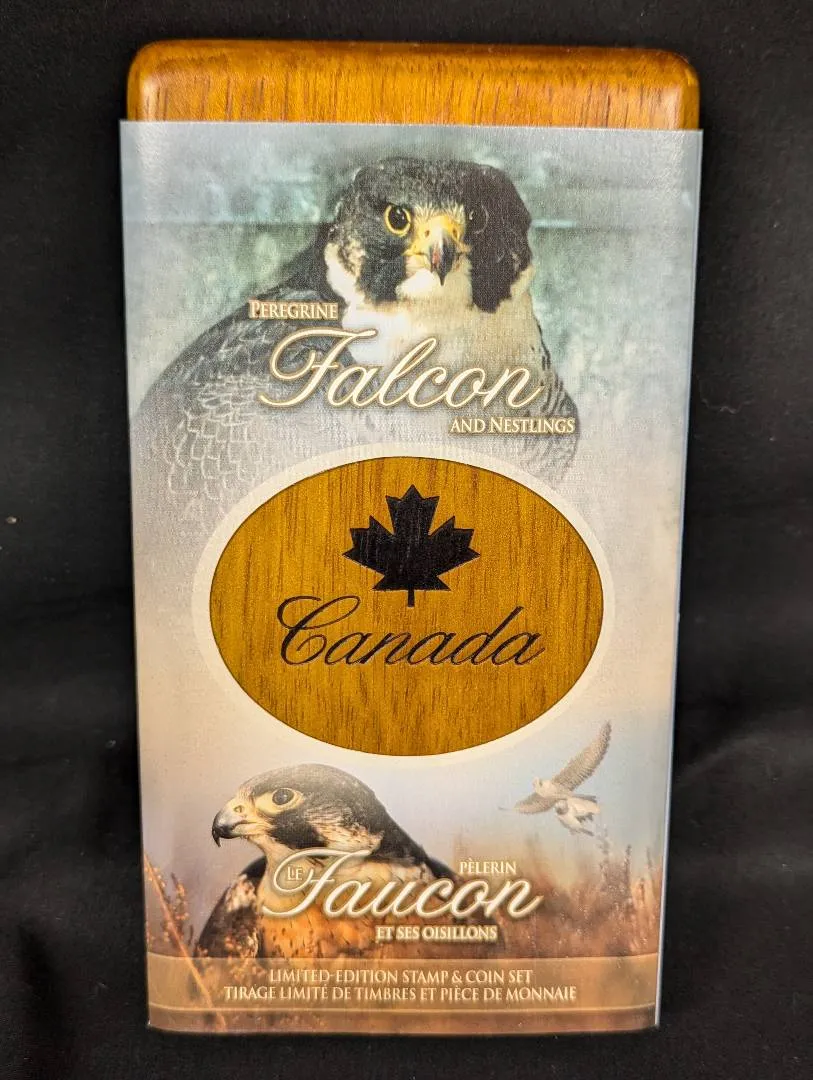 PEREGRINE
Falcon
AND NESTLINGS
Canada
LE Faucon PÈLERIN
ET SES OISILLONS
LIMITED-EDITION STAMP & COIN SET
TIRAGE LIMITÉ DE TIMBRES ET PIÈCE DE MONNAIE